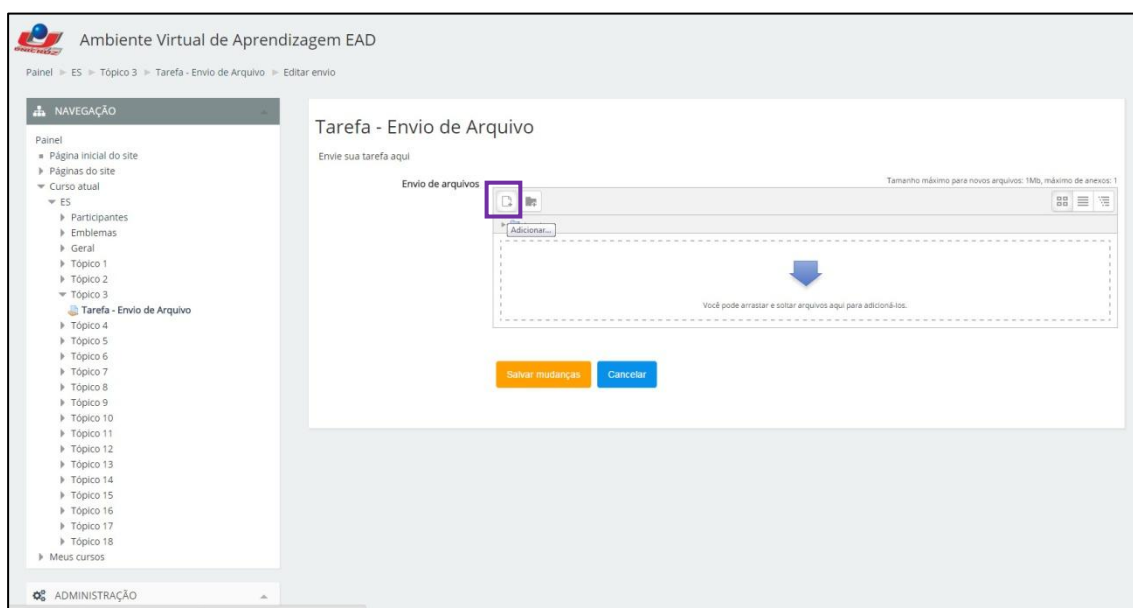 UNICRUZ
Ambiente Virtual de Aprendizagem EAD
Painel ES Tópico 3 Tarefa - Envio de Arquivo Editar envio
NAVEGAÇÃO
Painel
Página inicial do site
Páginas do site
Curso atual
ES
Participantes
Emblemas
Geral
Tópico 1
Tópico 2
Tópico 3
Tarefa - Envio de Arquivo
Tópico 4
Tópico 5
Tópico 6
Tópico 7
Tópico 8
Tópico 9
Tópico 10
Tópico 11
Tópico 12
Tópico 13
Tópico 14
Tópico 15
Tópico 16
Tópico 17
Tópico 18
Meus cursos
ADMINISTRAÇÃO
Tarefa - Envio de Arquivo
Envie sua tarefa aqui
Envio de arquivos
Tamanho máximo para novos arquivos: 1Mb, máximo de anexos: 1
Adicionar...
Você pode arrastar e soltar arquivos aqui para adicioná-los.
Salvar mudanças
Cancelar